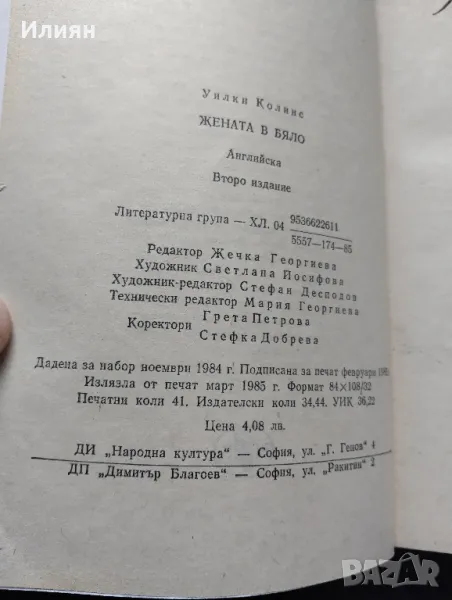 Илиян
Уилки Колинс
ЖЕНАТА В БЯЛО
Английска
Второ издание
Литературна група — ХЛ. 04 9536622611
5557—174—85
Редактор Жечка Георгиева
Художник Светлана Йосифова
Художник-редактор Стефан Десподов
Технически редактор Мария Георгиева
Коректори Грета Петрова
Стефка Добрева
Дадена за набор ноември 1984 г. Подписана за печат февруари
Излязла от печат март 1985 г. Формат 84×108/32
Печатни коли 41. Издателски коли 34,44. УИК 36,22
Цена 4,08 лв.
ДИ „Народна култура“ — София, ул. „Г. Генов“ 4
ДП „Димитър Благоев“ — София, ул. „Ракитин“ 2
bazar.bg